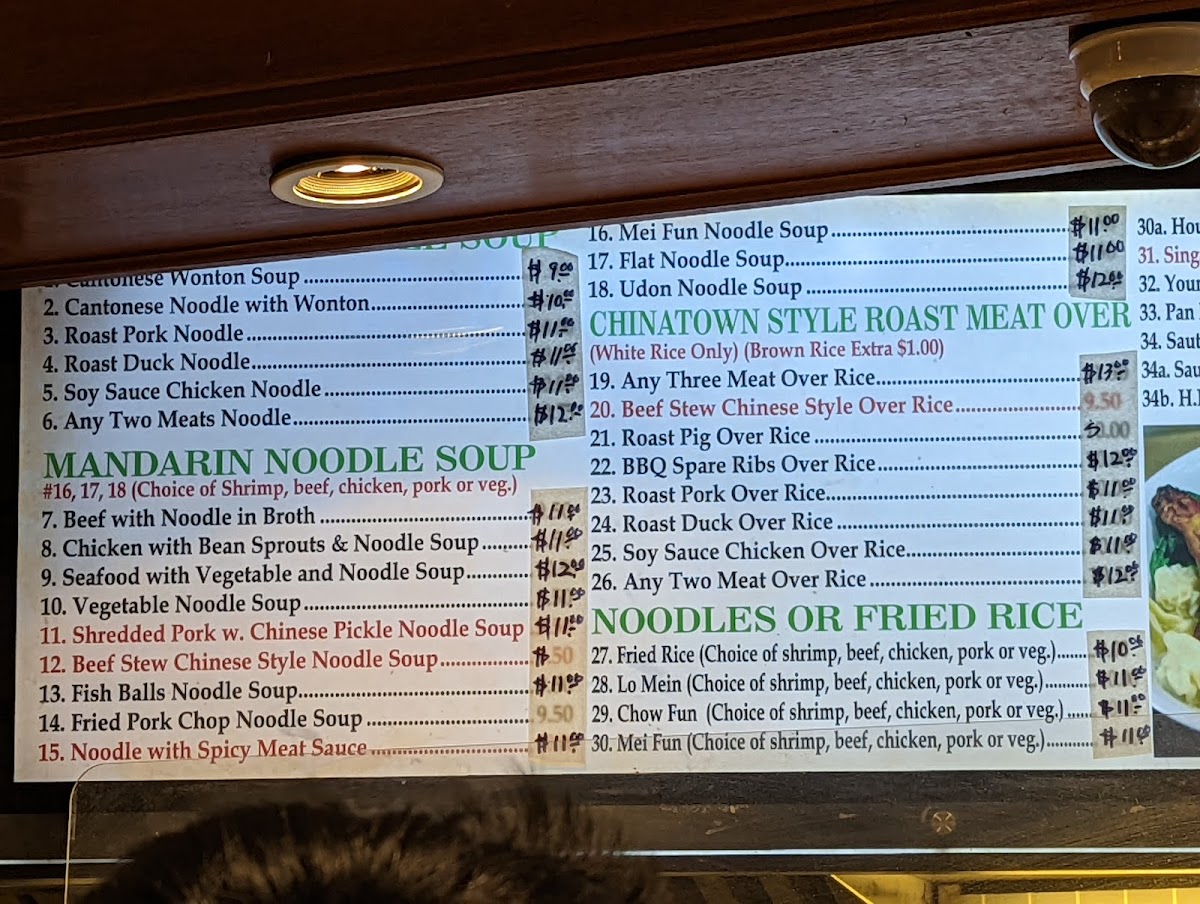 SOUP
Cantonese Wonton Soup $9.00
2. Cantonese Noodle with Wonton $10.00
3. Roast Pork Noodle $11.00
4. Roast Duck Noodle $11.00
5. Soy Sauce Chicken Noodle $11.00
6. Any Two Meats Noodle $12.00
MANDARIN NOODLE SOUP
#16, 17, 18 (Choice of Shrimp, beef, chicken, pork or veg.)
7. Beef with Noodle in Broth $11.00
8. Chicken with Bean Sprouts & Noodle Soup $11.00
9. Seafood with Vegetable and Noodle Soup $12.00
10. Vegetable Noodle Soup $11.00
11. Shredded Pork w. Chinese Pickle Noodle Soup $11.00
12. Beef Stew Chinese Style Noodle Soup .50
13. Fish Balls Noodle Soup $11.00
14. Fried Pork Chop Noodle Soup 9.50
15. Noodle with Spicy Meat Sauce $11.00
16. Mei Fun Noodle Soup $11.00
17. Flat Noodle Soup $11.00
18. Udon Noodle Soup $12.00
CHINATOWN STYLE ROAST MEAT OVER
(White Rice Only) (Brown Rice Extra $1.00)
19. Any Three Meat Over Rice $13.00
20. Beef Stew Chinese Style Over Rice 9.50
21. Roast Pig Over Rice
22. BBQ Spare Ribs Over Rice $12.00
23. Roast Pork Over Rice $11.00
24. Roast Duck Over Rice $11.00
25. Soy Sauce Chicken Over Rice $11.00
26. Any Two Meat Over Rice $12.00
NOODLES OR FRIED RICE
27. Fried Rice (Choice of shrimp, beef, chicken, pork or veg.) $10.00
28. Lo Mein (Choice of shrimp, beef, chicken, pork or veg.) $11.00
29. Chow Fun (Choice of shrimp, beef, chicken, pork or veg.) $11.00
30. Mei Fun (Choice of shrimp, beef, chicken, pork or veg.) $11.00
30a. Hou
31. Sing
32. Your
33. Pan
34. Saut
34a. Sau
34b. H.